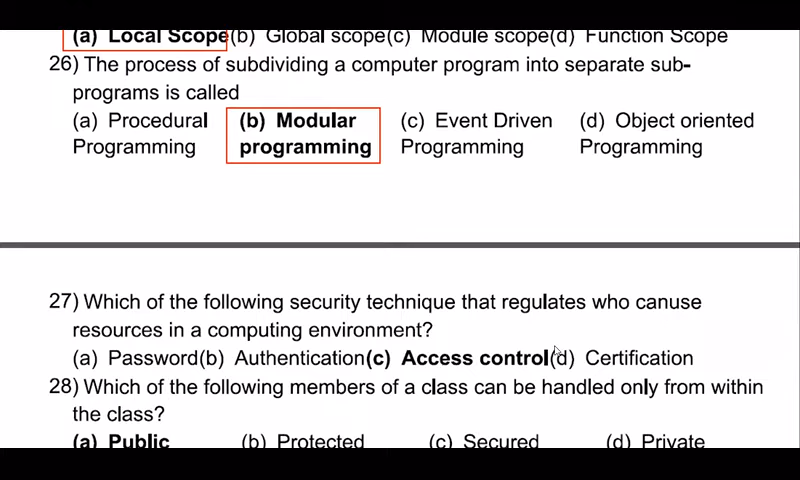 (a) Local Scope(b) Global scope(c) Module scope(d) Function Scope
26) The process of subdividing a computer program into separate sub-
programs is called
(a) Procedural (b) Modular (c) Event Driven (d) Object oriented
Programming programming Programming Programming
27) Which of the following security technique that regulates who canuse
resources in a computing environment?
(a) Password(b) Authentication(c) Access control(d) Certification
28) Which of the following members of a class can be handled only from within
the class?
(a) Public (b) Protected (c) Secured (d) Private